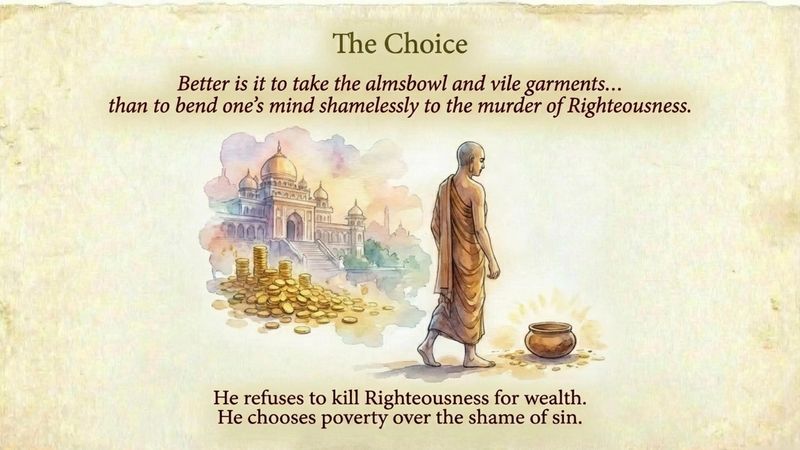 The Choice
Better is it to take the almsbowl and vile garments…
than to bend one’s mind shamelessly to the murder of Righteousness.
He refuses to kill Righteousness for wealth.
He chooses poverty over the shame of sin.